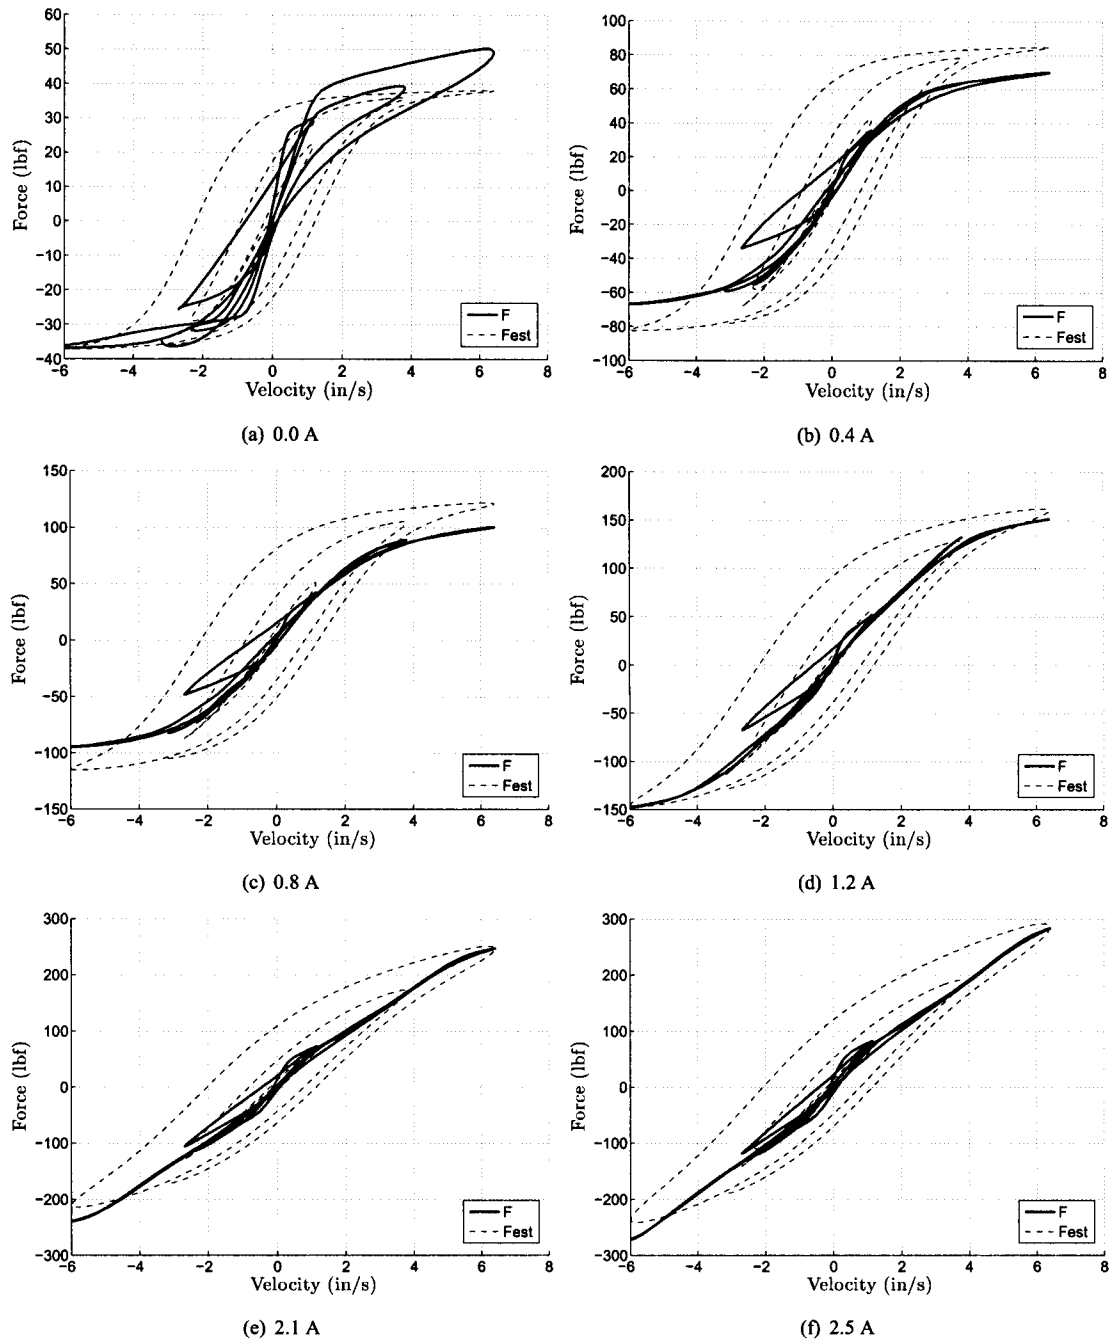 60
50
40
30
20
10
0
−10
−20
−30
−40
Force (lbf)
F
Fest
−6 −4 −2 0 2 4 6 8
Velocity (in/s)
(a) 0.0 A
100
80
60
40
20
0
−20
−40
−60
−80
−100
Force (lbf)
F
Fest
−6 −4 −2 0 2 4 6 8
Velocity (in/s)
(b) 0.4 A
150
100
50
0
−50
−100
−150
Force (lbf)
F
Fest
−6 −4 −2 0 2 4 6 8
Velocity (in/s)
(c) 0.8 A
200
150
100
50
0
−50
−100
−150
Force (lbf)
F
Fest
−6 −4 −2 0 2 4 6 8
Velocity (in/s)
(d) 1.2 A
300
200
100
0
−100
−200
−300
Force (lbf)
F
Fest
−6 −4 −2 0 2 4 6 8
Velocity (in/s)
(e) 2.1 A
300
200
100
0
−100
−200
−300
Force (lbf)
F
Fest
−6 −4 −2 0 2 4 6 8
Velocity (in/s)
(f) 2.5 A